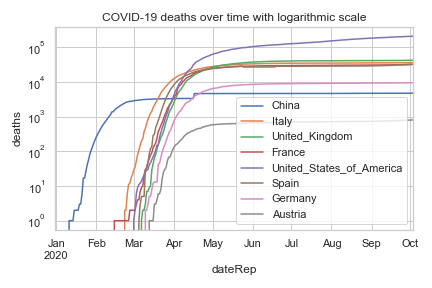 COVID-19 deaths over time with logarithmic scale
deaths
10^5
10^4
10^3
10^2
10^1
10^0
China
Italy
United_Kingdom
France
United_States_of_America
Spain
Germany
Austria
Jan Feb Mar Apr May Jun Jul Aug Sep Oct
2020
dateRep